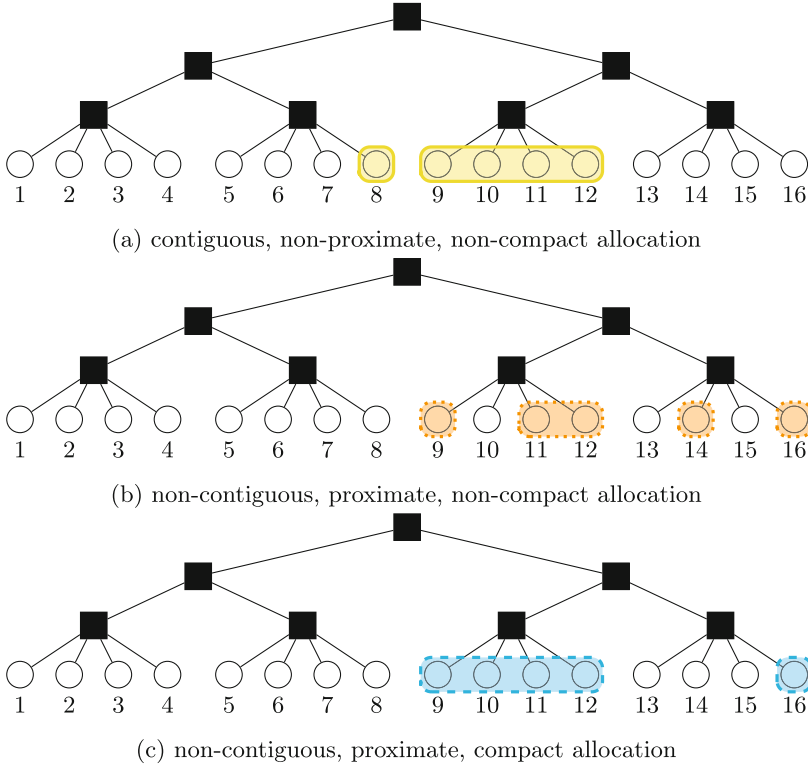 1 2 3 4 5 6 7 8 9 10 11 12 13 14 15 16
(a) contiguous, non-proximate, non-compact allocation
1 2 3 4 5 6 7 8 9 10 11 12 13 14 15 16
(b) non-contiguous, proximate, non-compact allocation
1 2 3 4 5 6 7 8 9 10 11 12 13 14 15 16
(c) non-contiguous, proximate, compact allocation